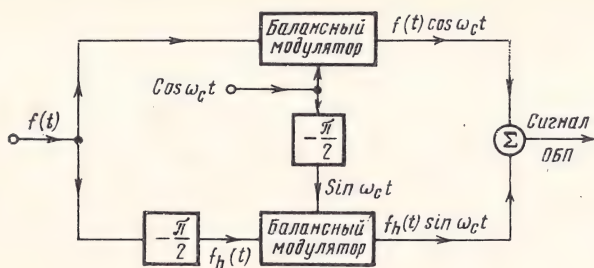 Балансный
модулятор
f(t) cos ω_c t
Cos ω_c t
f(t)
-π/2
Σ
Сигнал
ОБП
Sin ω_c t
-π/2
f_h(t)
Балансный
модулятор
f_h(t) sin ω_c t